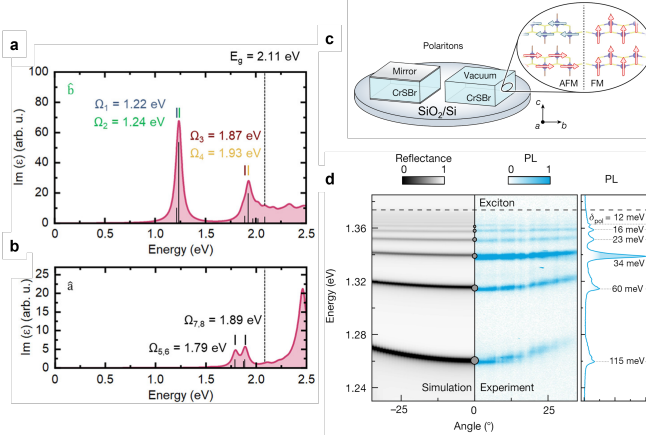 a
E_g = 2.11 eV
Im (ε) (arb. u.)
100
80
60
40
20
0
b̂
Ω₁ = 1.22 eV
Ω₂ = 1.24 eV
Ω₃ = 1.87 eV
Ω₄ = 1.93 eV
0.0 0.5 1.0 1.5 2.0 2.5
Energy (eV)
b
Im (ε) (arb. u.)
25
20
15
10
5
0
â
Ω₇,₈ = 1.89 eV
Ω₅,₆ = 1.79 eV
0.0 0.5 1.0 1.5 2.0 2.5
Energy (eV)
c
Polaritons
Mirror
CrSBr
Vacuum
CrSBr
SiO₂/Si
AFM
FM
c
a
b
d
Reflectance
0 1
PL
0 1
PL
Exciton
∂pol = 12 meV
16 meV
23 meV
34 meV
60 meV
115 meV
Energy (eV)
1.36
1.32
1.28
1.24
Simulation
Experiment
−25 0 25
Angle (°)